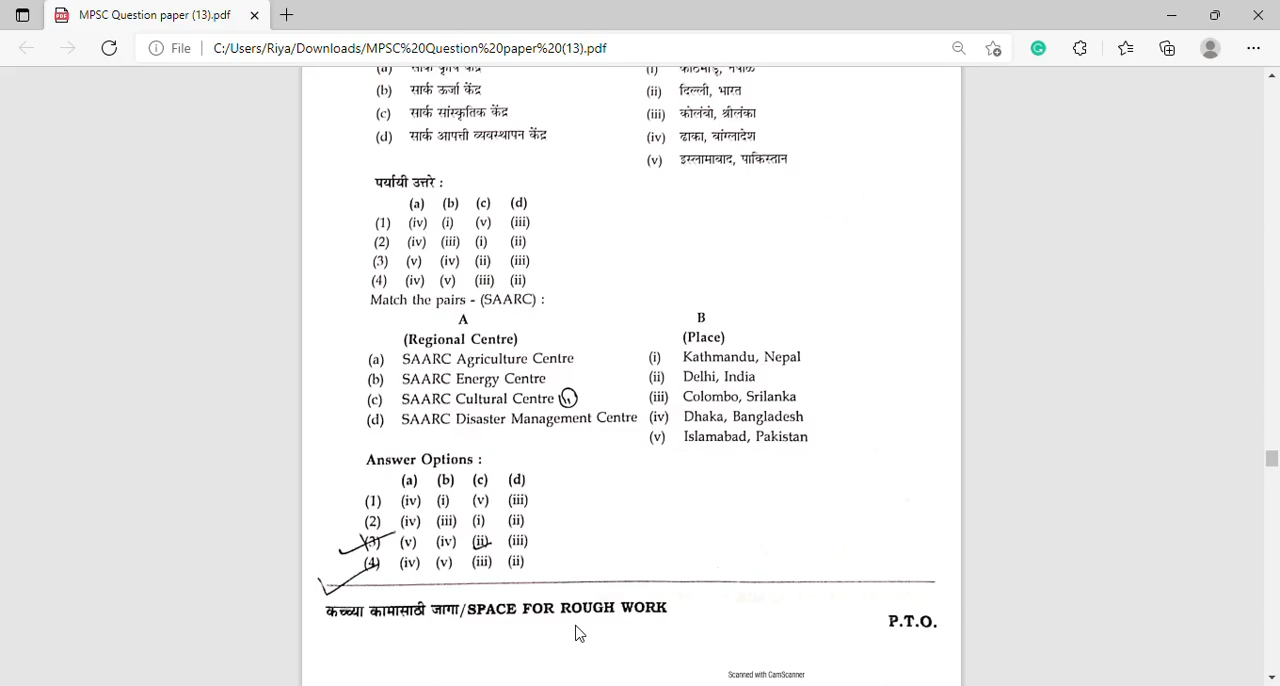 MPSC Question paper (13).pdf
File C:/Users/Riya/Downloads/MPSC%20Question%20paper%20(13).pdf
(a) सार्क कृषि केंद्र (i) काठमांडू, नेपाळ
(b) सार्क ऊर्जा केंद्र (ii) दिल्ली, भारत
(c) सार्क सांस्कृतिक केंद्र (iii) कोलंबो, श्रीलंका
(d) सार्क आपत्ती व्यवस्थापन केंद्र (iv) ढाका, बांग्लादेश
(v) इस्लामाबाद, पाकिस्तान
पर्यायी उत्तरे :
(a) (b) (c) (d)
(1) (iv) (i) (v) (iii)
(2) (iv) (iii) (i) (ii)
(3) (v) (iv) (ii) (iii)
(4) (iv) (v) (iii) (ii)
Match the pairs - (SAARC) :
A B
(Regional Centre) (Place)
(a) SAARC Agriculture Centre (i) Kathmandu, Nepal
(b) SAARC Energy Centre (ii) Delhi, India
(c) SAARC Cultural Centre (iii) Colombo, Srilanka
(d) SAARC Disaster Management Centre (iv) Dhaka, Bangladesh
(v) Islamabad, Pakistan
Answer Options :
(a) (b) (c) (d)
(1) (iv) (i) (v) (iii)
(2) (iv) (iii) (i) (ii)
(3) (v) (iv) (ii) (iii)
(4) (iv) (v) (iii) (ii)
कच्च्या कामासाठी जागा/SPACE FOR ROUGH WORK
P.T.O.
Scanned with CamScanner